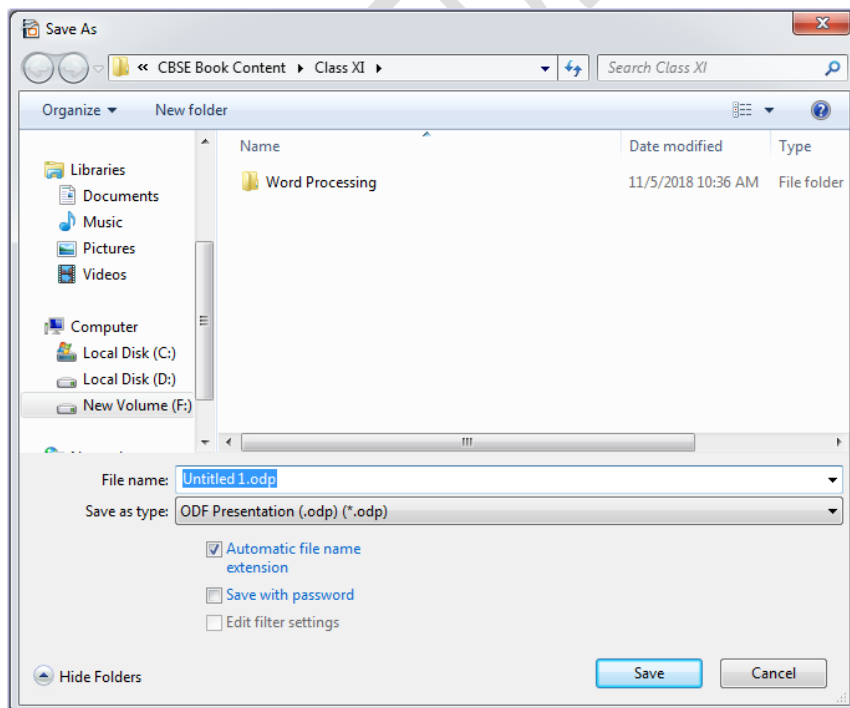 Save As
« CBSE Book Content Class XI
Search Class XI
Organize
New folder
Name
Date modified
Type
Libraries
Documents
Music
Pictures
Videos
Computer
Local Disk (C:)
Local Disk (D:)
New Volume (F:)
Word Processing
11/5/2018 10:36 AM
File folder
File name:
Untitled 1.odp
Save as type:
ODF Presentation (.odp) (*.odp)
Automatic file name
extension
Save with password
Edit filter settings
Hide Folders
Save
Cancel